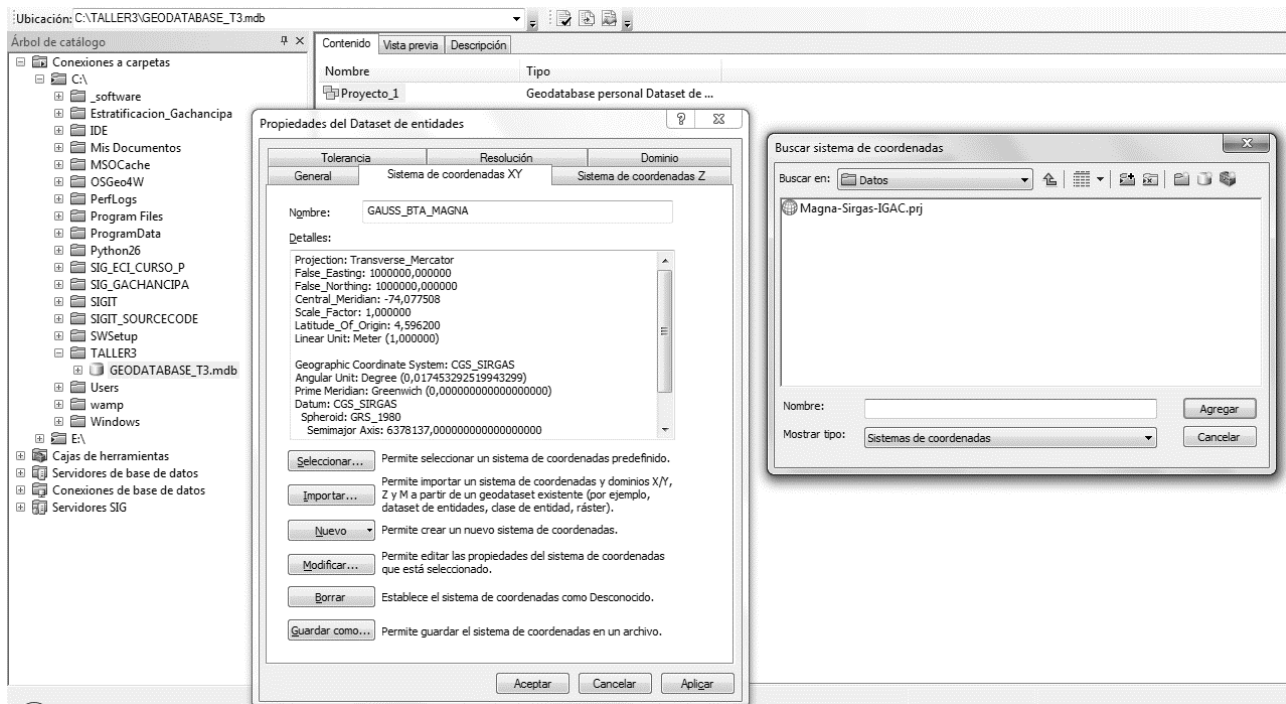 Ubicación: C:\TALLER3\GEODATABASE_T3.mdb
Árbol de catálogo
Conexiones a carpetas
C:\
_software
Estratificacion_Gachancipa
IDE
Mis Documentos
MSOCache
OSGeo4W
PerfLogs
Program Files
ProgramData
Python26
SIG_ECI_CURSO_P
SIG_GACHANCIPA
SIGIT
SIGIT_SOURCECODE
SWSetup
TALLER3
GEODATABASE_T3.mdb
Users
wamp
Windows
E:\
Cajas de herramientas
Servidores de base de datos
Conexiones de base de datos
Servidores SIG
Contenido Vista previa Descripción
Nombre Tipo
Proyecto_1 Geodatabase personal Dataset de ...
Propiedades del Dataset de entidades
Tolerancia Resolución Dominio
General Sistema de coordenadas XY Sistema de coordenadas Z
Nombre: GAUSS_BTA_MAGNA
Detalles:
Projection: Transverse_Mercator
False_Easting: 1000000,000000
False_Northing: 1000000,000000
Central_Meridian: -74,077508
Scale_Factor: 1,000000
Latitude_Of_Origin: 4,596200
Linear Unit: Meter (1,000000)
Geographic Coordinate System: CGS_SIRGAS
Angular Unit: Degree (0,017453292519943299)
Prime Meridian: Greenwich (0,000000000000000000)
Datum: CGS_SIRGAS
Spheroid: GRS_1980
Semimajor Axis: 6378137,000000000000000000
Seleccionar... Permite seleccionar un sistema de coordenadas predefinido.
Importar... Permite importar un sistema de coordenadas y dominios X/Y,
Z y M a partir de un geodataset existente (por ejemplo,
dataset de entidades, clase de entidad, ráster).
Nuevo Permite crear un nuevo sistema de coordenadas.
Modificar... Permite editar las propiedades del sistema de coordenadas
que está seleccionado.
Borrar Establece el sistema de coordenadas como Desconocido.
Guardar como... Permite guardar el sistema de coordenadas en un archivo.
Aceptar Cancelar Aplicar
Buscar sistema de coordenadas
Buscar en: Datos
Magna-Sirgas-IGAC.prj
Nombre: Agregar
Mostrar tipo: Sistemas de coordenadas Cancelar